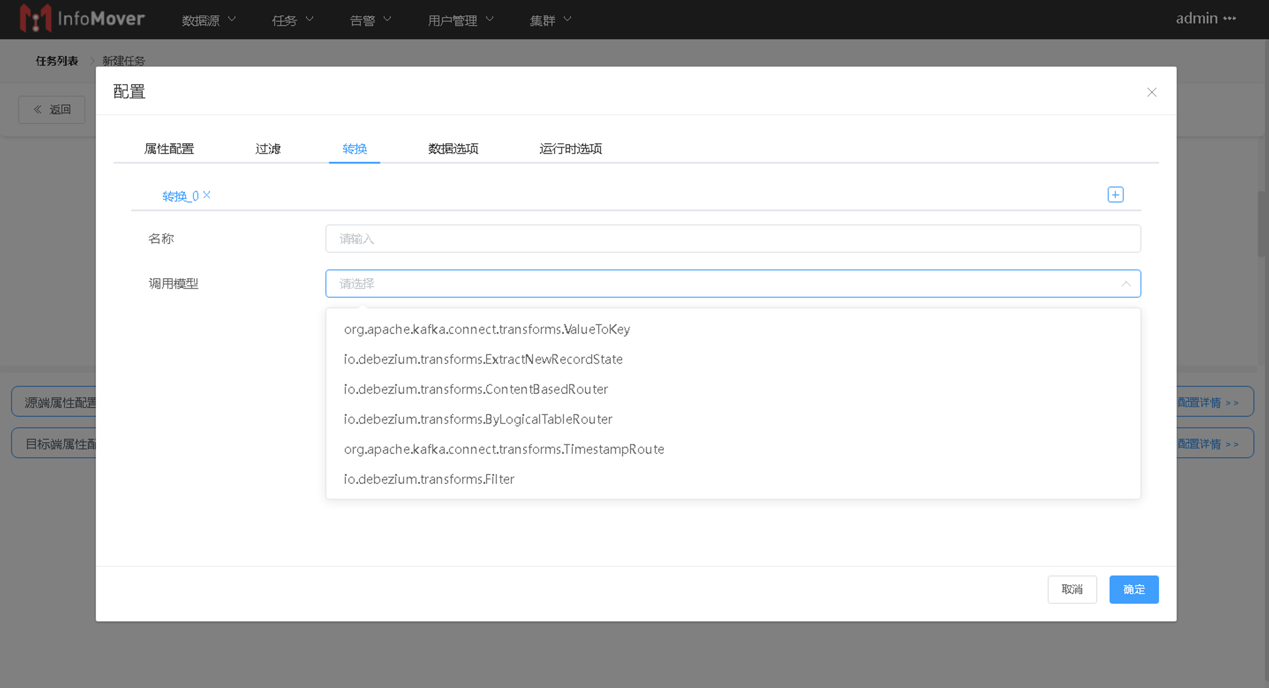 InfoMover 数据源 任务 告警 用户管理 集群 admin ···
任务列表 > 新建任务
配置
« 返回
属性配置 过滤 转换 数据选项 运行时选项
转换_0 ×
名称 请输入
调用模型 请选择
org.apache.kafka.connect.transforms.ValueToKey
io.debezium.transforms.ExtractNewRecordState
io.debezium.transforms.ContentBasedRouter
源端属性配置 配置详情 >>
io.debezium.transforms.ByLogicalTableRouter
目标端属性配 配置详情 >>
org.apache.kafka.connect.transforms.TimestampRoute
io.debezium.transforms.Filter
取消 确定